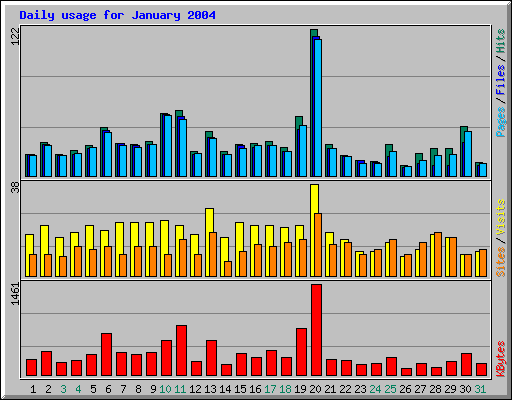 Daily usage for January 2004
122
Pages / Files / Hits
38
Sites / Visits
1461
KBytes
1 2 3 4 5 6 7 8 9 10 11 12 13 14 15 16 17 18 19 20 21 22 23 24 25 26 27 28 29 30 31